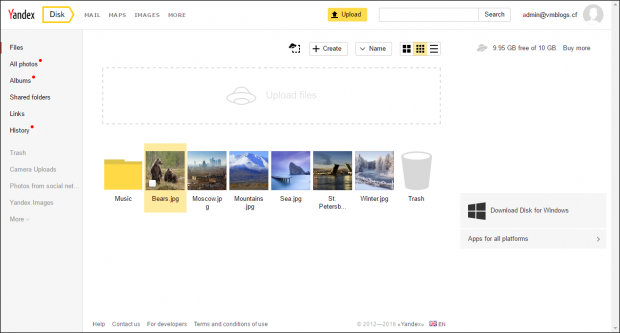 Yandex Disk MAIL MAPS IMAGES MORE Upload Search admin@vmblogs.cf
Files
All photos
Albums
Shared folders
Links
History
Trash
Camera Uploads
Photos from social net...
Yandex.Images
More
Create Name
9.95 GB free of 10 GB. Buy more
Upload files
Music Bears.jpg Moscow.jp
g Mountains
.jpg Sea.jpg St.
Petersb... Winter.jpg Trash
Download Disk for Windows
Apps for all platforms
Help Contact us For developers Terms and conditions of use © 2012—2016 «Yandex» EN